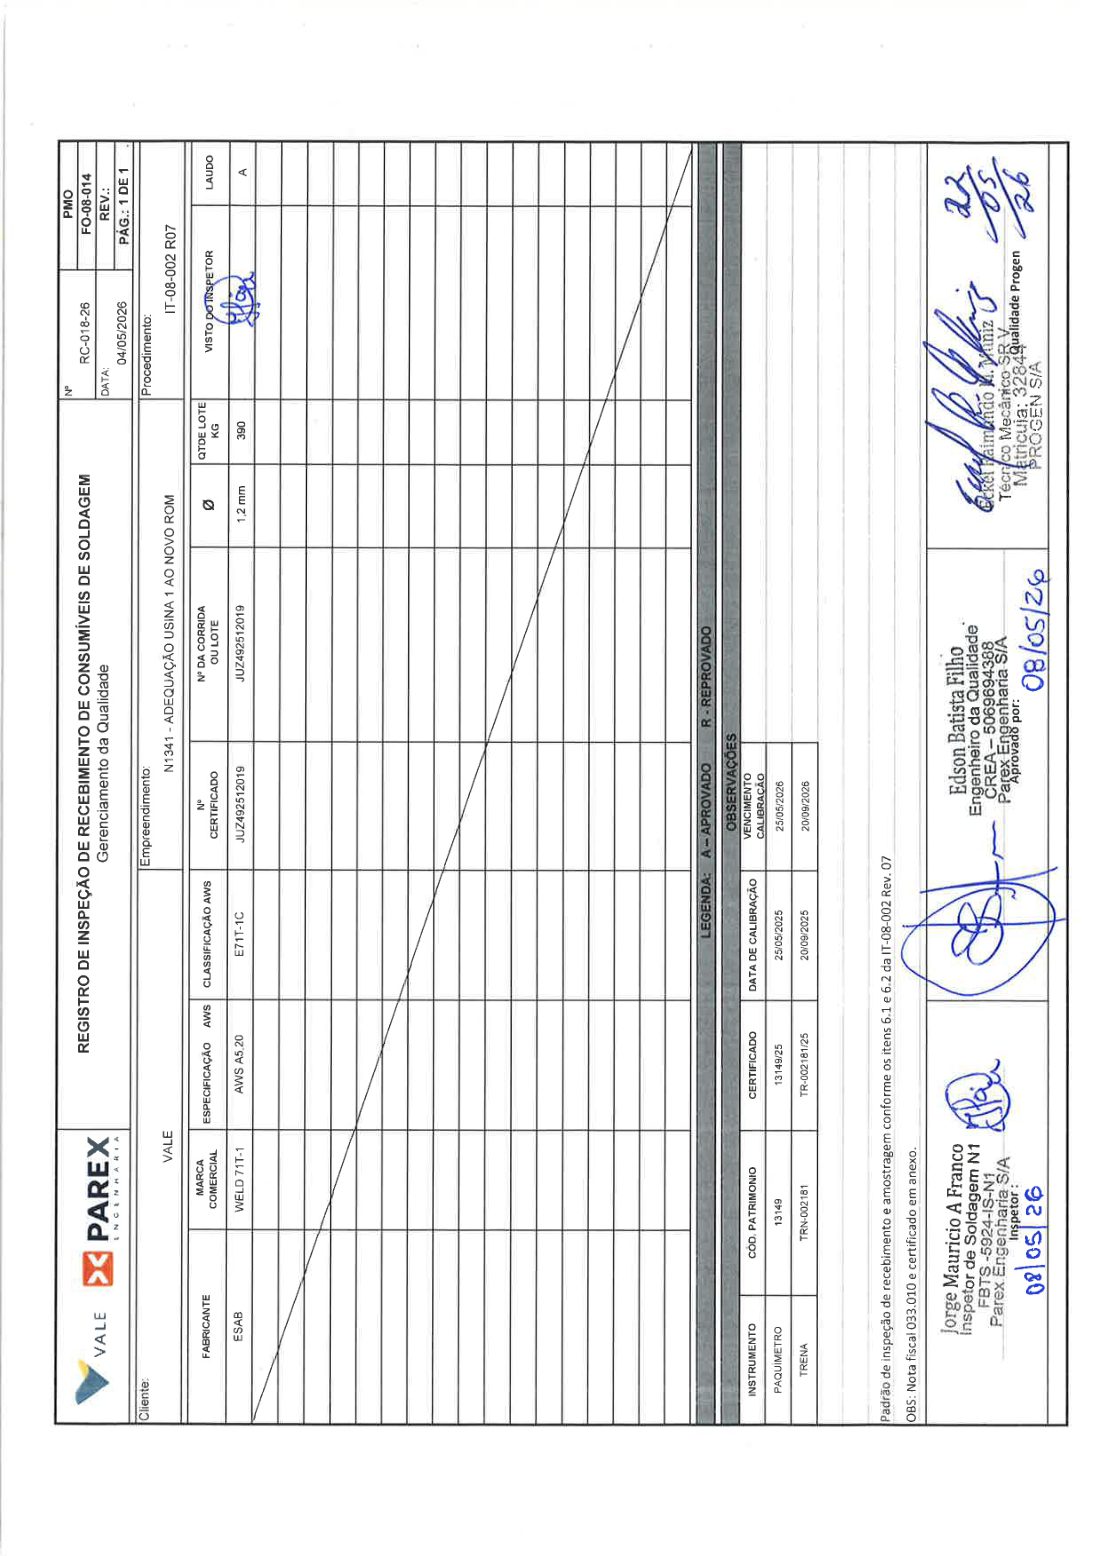 VALE
PAREX
ENGENHARIA
REGISTRO DE INSPEÇÃO DE RECEBIMENTO DE CONSUMÍVEIS DE SOLDAGEM
Gerenciamento da Qualidade
Nº
RC-018-26
DATA:
04/05/2026
PMO
FO-08-014
REV.:
PÁG.: 1 DE 1
Cliente:
VALE
Empreendimento:
N1341 - ADEQUAÇÃO USINA 1 AO NOVO ROM
Procedimento:
IT-08-002 R07
FABRICANTE MARCA COMERCIAL ESPECIFICAÇÃO AWS CLASSIFICAÇÃO AWS Nº CERTIFICADO Nº DA CORRIDA OU LOTE Ø QTDE LOTE KG VISTO DO INSPETOR LAUDO
ESAB WELD 71T-1 AWS A5.20 E71T-1C JUZ492512019 JUZ492512019 1,2 mm 390 A
LEGENDA: A – APROVADO R - REPROVADO
OBSERVAÇÕES
INSTRUMENTO CÓD. PATRIMONIO CERTIFICADO DATA DE CALIBRAÇÃO VENCIMENTO CALIBRAÇÃO
PAQUIMETRO 13149 13149/25 25/05/2025 25/05/2026
TRENA TRN-002181 TR-002181/25 20/09/2025 20/09/2026
Padrão de inspeção de recebimento e amostragem conforme os itens 6.1 e 6.2 da IT-08-002 Rev. 07
OBS: Nota fiscal 033.010 e certificado em anexo.
Jorge Mauricio A Franco
Inspetor de Soldagem N1
FBTS -5924-IS-N1
Parex Engenharia S/A
Inspetor :
08/05/26
Edson Batista Filho
Engenheiro da Qualidade
CREA – 5069694388
Parex Engenharia S/A
Aprovado por:
08/05/26
Raimundo M. Muniz
Técnico Mecânico SR V
Matricula: 32844
Qualidade Progen
PROGEN S/A
22/05/26